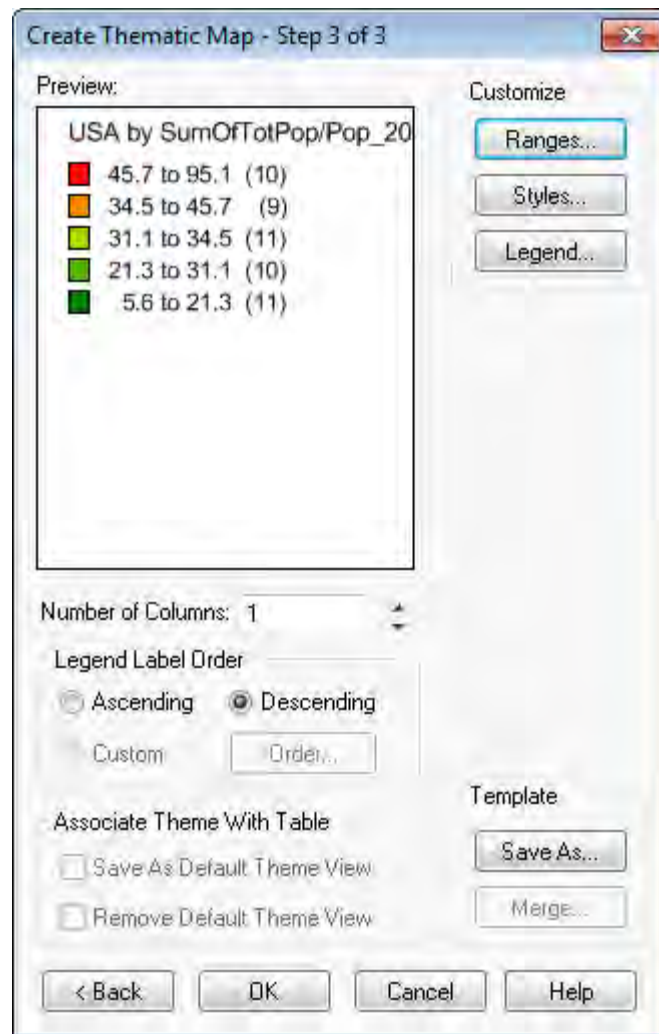 Create Thematic Map - Step 3 of 3
Preview:
USA by SumOfTotPop/Pop_20
45.7 to 95.1 (10)
34.5 to 45.7 (9)
31.1 to 34.5 (11)
21.3 to 31.1 (10)
5.6 to 21.3 (11)
Customize
Ranges...
Styles...
Legend...
Number of Columns: 1
Legend Label Order
Ascending Descending
Custom Order...
Associate Theme With Table
Save As Default Theme View
Remove Default Theme View
Template
Save As...
Merge...
< Back OK Cancel Help